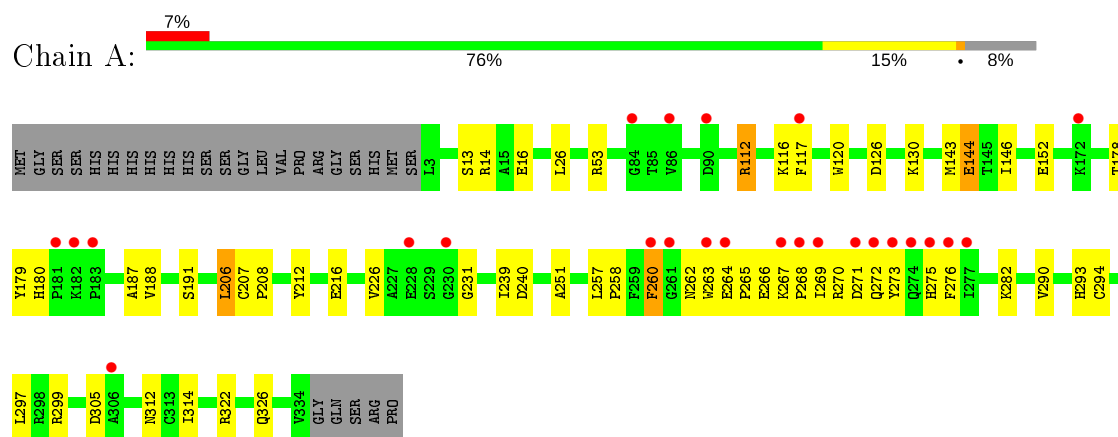 7%
Chain A:
76% 15% • 8%
MET GLY SER SER HIS HIS HIS HIS HIS HIS SER SER GLY LEU VAL PRO ARG GLY SER HIS MET SER L3 S13 R14 A15 E16 L26 R53 G84 T85 V86 D90 R112 K116 F117 W120 D126 K130 M143 E144 T145 I146 E152 K172 T178
Y179 H180 P181 K182 P183 A187 V188 S191 L206 C207 P208 Y212 E216 V226 A227 E228 S229 G230 G231 I239 D240 A251 L257 P258 F259 F260 G261 N262 W263 E264 P265 E266 K267 P268 I269 R270 D271 Q272 Y273 Q274 H275 F276 I277 K282 V290 H293 C294
L297 R298 R299 D305 A306 N312 C313 I314 R322 Q326 V334 GLY GLN SER ARG PRO